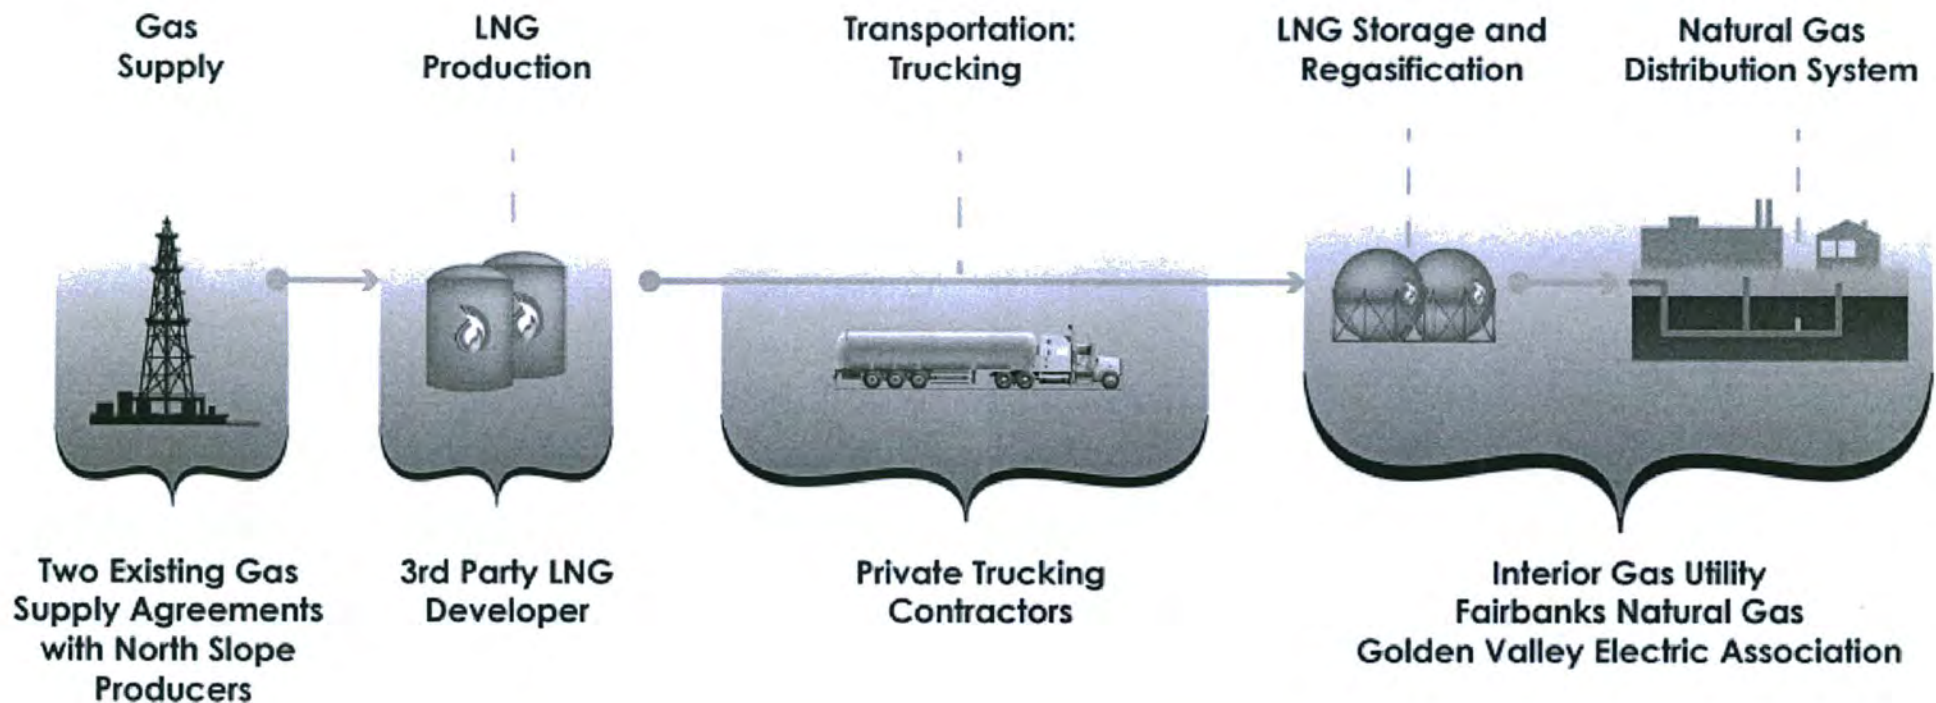 Gas
Supply
LNG
Production
Transportation:
Trucking
LNG Storage and
Regasification
Natural Gas
Distribution System
Two Existing Gas
Supply Agreements
with North Slope
Producers
3rd Party LNG
Developer
Private Trucking
Contractors
Interior Gas Utility
Fairbanks Natural Gas
Golden Valley Electric Association